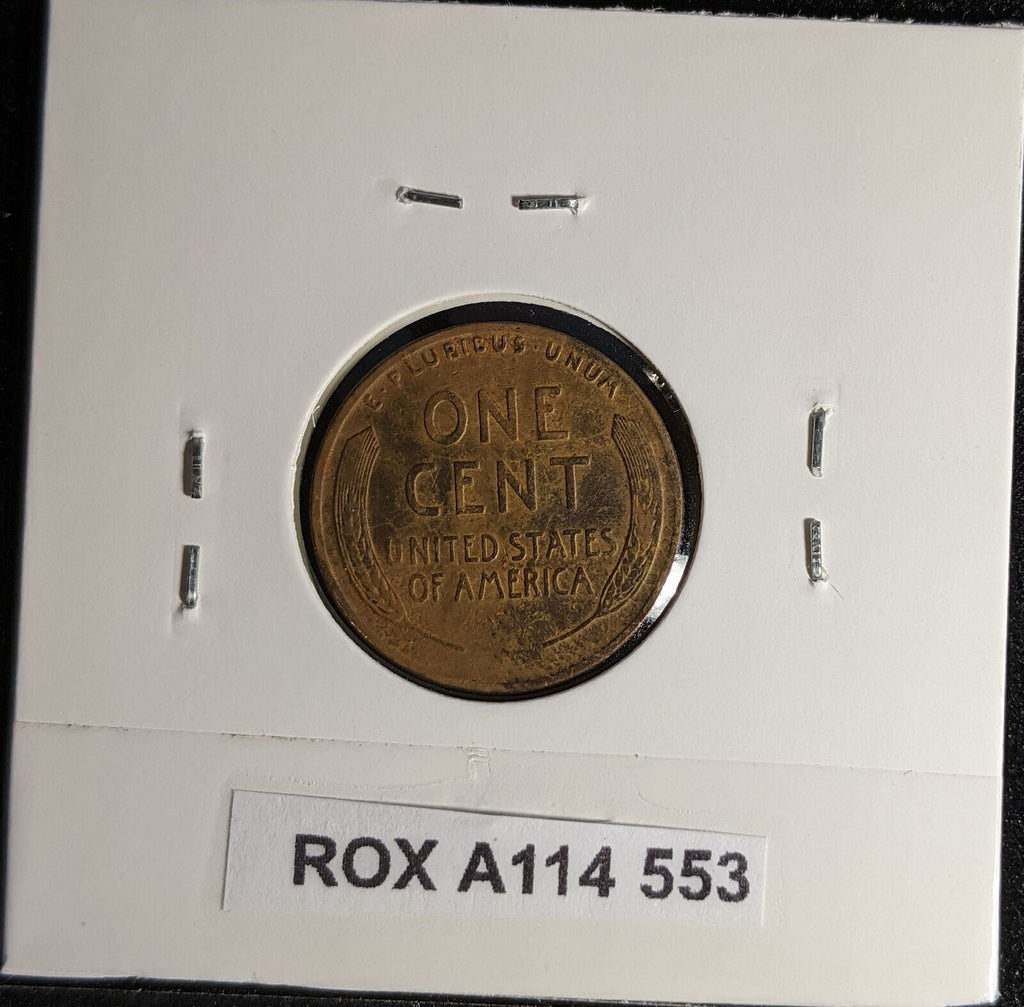 E·PLURIBUS·UNUM
ONE
CENT
UNITED STATES
OF AMERICA
ROX A114 553